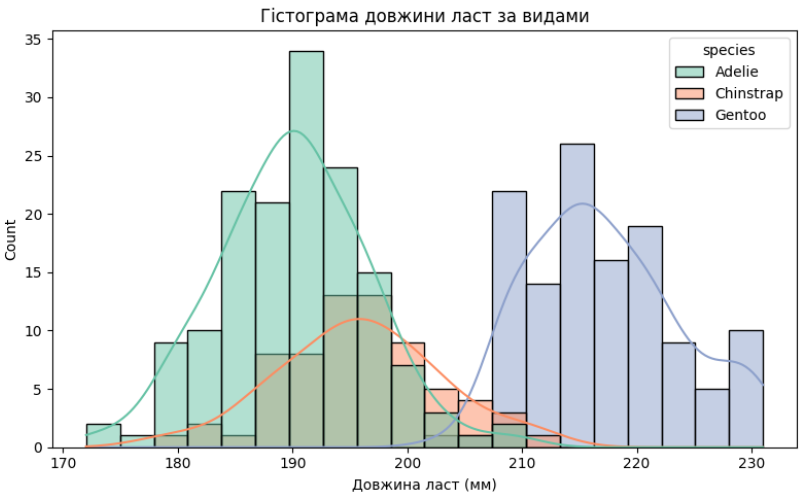 Гістограма довжини ласт за видами
species
Adelie
Chinstrap
Gentoo
Count
35
30
25
20
15
10
5
0
170
180
190
200
210
220
230
Довжина ласт (мм)